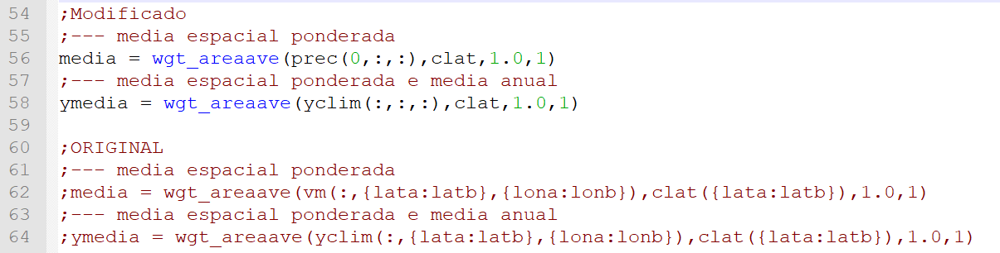 54 ;Modificado
55 ;--- media espacial ponderada
56 media = wgt_areaave(prec(0,:,:),clat,1.0,1)
57 ;--- media espacial ponderada e media anual
58 ymedia = wgt_areaave(yclim(:,:,:),clat,1.0,1)
59
60 ;ORIGINAL
61 ;--- media espacial ponderada
62 ;media = wgt_areaave(vm(:,{lata:latb},{lona:lonb}),clat({lata:latb}),1.0,1)
63 ;--- media espacial ponderada e media anual
64 ;ymedia = wgt_areaave(yclim(:,{lata:latb},{lona:lonb}),clat({lata:latb}),1.0,1)